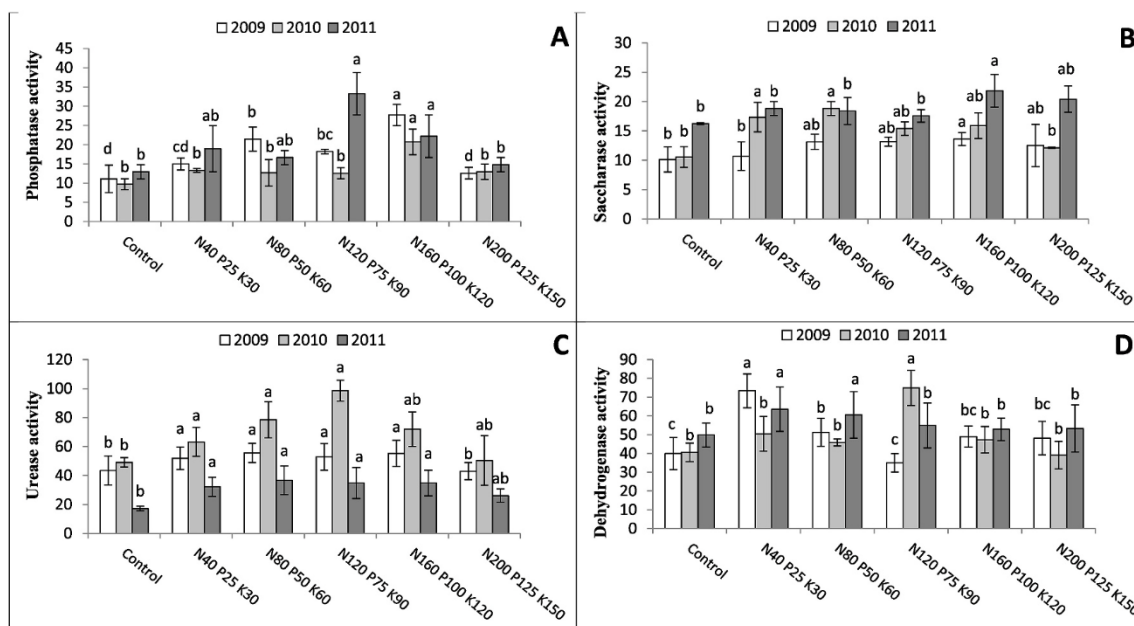 2009 2010 2011
A
Phosphatase activity
45
40
35
30
25
20
15
10
5
0
d b b
cd b ab
b b ab
bc b a
a a a
d b b
Control
N40 P25 K30
N80 P50 K60
N120 P75 K90
N160 P100 K120
N200 P125 K150
2009 2010 2011
B
Saccharase activity
30
25
20
15
10
5
0
b b b
b a b
ab a b
ab ab b
a ab a
ab b ab
Control
N40 P25 K30
N80 P50 K60
N120 P75 K90
N160 P100 K120
N200 P125 K150
2009 2010 2011
C
Urease activity
120
100
80
60
40
20
0
b b b
a a a
a a a
a a a
a ab a
b ab ab
Control
N40 P25 K30
N80 P50 K60
N120 P75 K90
N160 P100 K120
N200 P125 K150
2009 2010 2011
D
Dehydrogenase activity
90
80
70
60
50
40
30
20
10
0
c b b
a b a
b b a
c a b
bc b b
bc b b
Control
N40 P25 K30
N80 P50 K60
N120 P75 K90
N160 P100 K120
N200 P125 K150